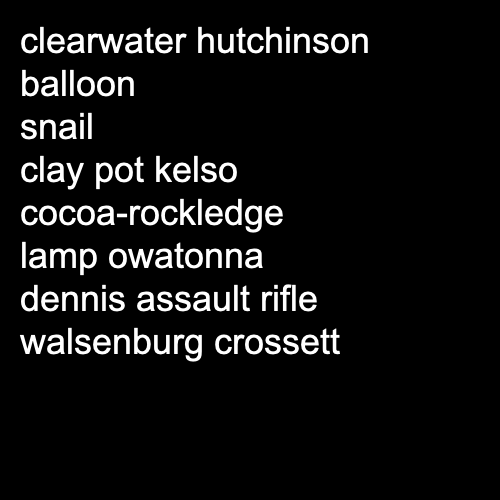 clearwater hutchinson
balloon
snail
clay pot kelso
cocoa-rockledge
lamp owatonna
dennis assault rifle
walsenburg crossett